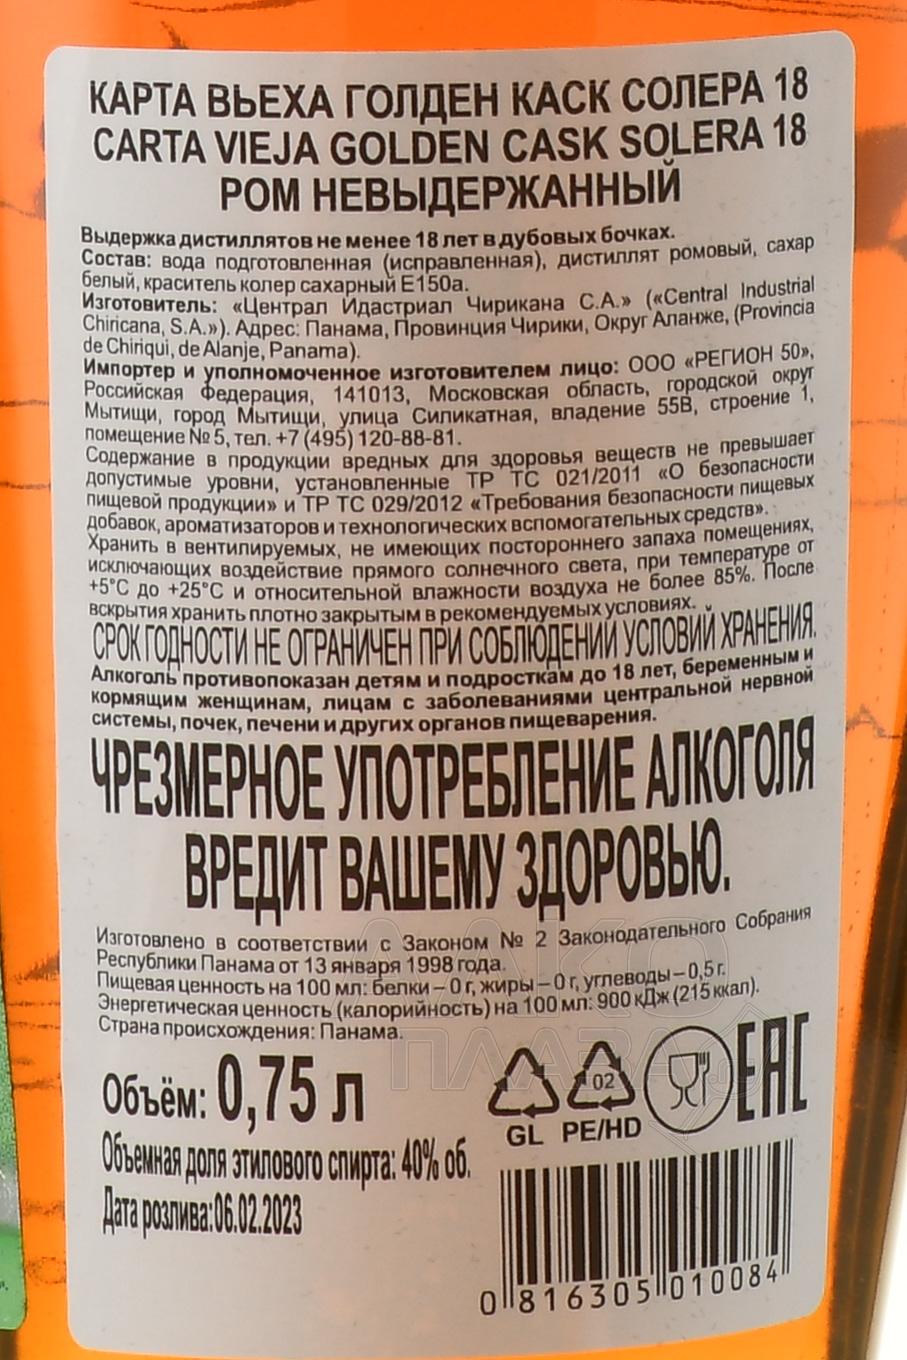 КАРТА ВЬЕХА ГОЛДЕН КАСК СОЛЕРА 18
CARTA VIEJA GOLDEN CASK SOLERA 18
РОМ НЕВЫДЕРЖАННЫЙ
Выдержка дистиллятов не менее 18 лет в дубовых бочках.
Состав: вода подготовленная (исправленная), дистиллят ромовый, сахар
белый, краситель колер сахарный Е150а.
Изготовитель: «Централ Идастриал Чирикана С.А.» («Central Industrial
Chiricana, S.A.»). Адрес: Панама, Провинция Чирики, Округ Аланже, (Provincia
de Chiriqui, de Alanje, Panama).
Импортер и уполномоченное изготовителем лицо: ООО «РЕГИОН 50»,
Российская Федерация, 141013, Московская область, городской округ
Мытищи, город Мытищи, улица Силикатная, владение 55В, строение 1,
помещение № 5, тел. +7 (495) 120-88-81.
Содержание в продукции вредных для здоровья веществ не превышает
допустимые уровни, установленные ТР ТС 021/2011 «О безопасности
пищевой продукции» и ТР ТС 029/2012 «Требования безопасности пищевых
добавок, ароматизаторов и технологических вспомогательных средств».
Хранить в вентилируемых, не имеющих постороннего запаха помещениях,
исключающих воздействие прямого солнечного света, при температуре от
+5°С до +25°С и относительной влажности воздуха не более 85%. После
вскрытия хранить плотно закрытым в рекомендуемых условиях.
СРОК ГОДНОСТИ НЕ ОГРАНИЧЕН ПРИ СОБЛЮДЕНИИ УСЛОВИЙ ХРАНЕНИЯ.
Алкоголь противопоказан детям и подросткам до 18 лет, беременным и
кормящим женщинам, лицам с заболеваниями центральной нервной
системы, почек, печени и других органов пищеварения.
ЧРЕЗМЕРНОЕ УПОТРЕБЛЕНИЕ АЛКОГОЛЯ
ВРЕДИТ ВАШЕМУ ЗДОРОВЬЮ.
Изготовлено в соответствии с Законом № 2 Законодательного Собрания
Республики Панама от 13 января 1998 года.
Пищевая ценность на 100 мл: белки – 0 г, жиры – 0 г, углеводы – 0,5 г.
Энергетическая ценность (калорийность) на 100 мл: 900 кДж (215 ккал).
Страна происхождения: Панама.
АЛКО
ПЛАЗА
Объём: 0,75 л
02
GL PE/HD
EAC
Объемная доля этилового спирта: 40% об.
Дата розлива:06.02.2023
0 816305 010084